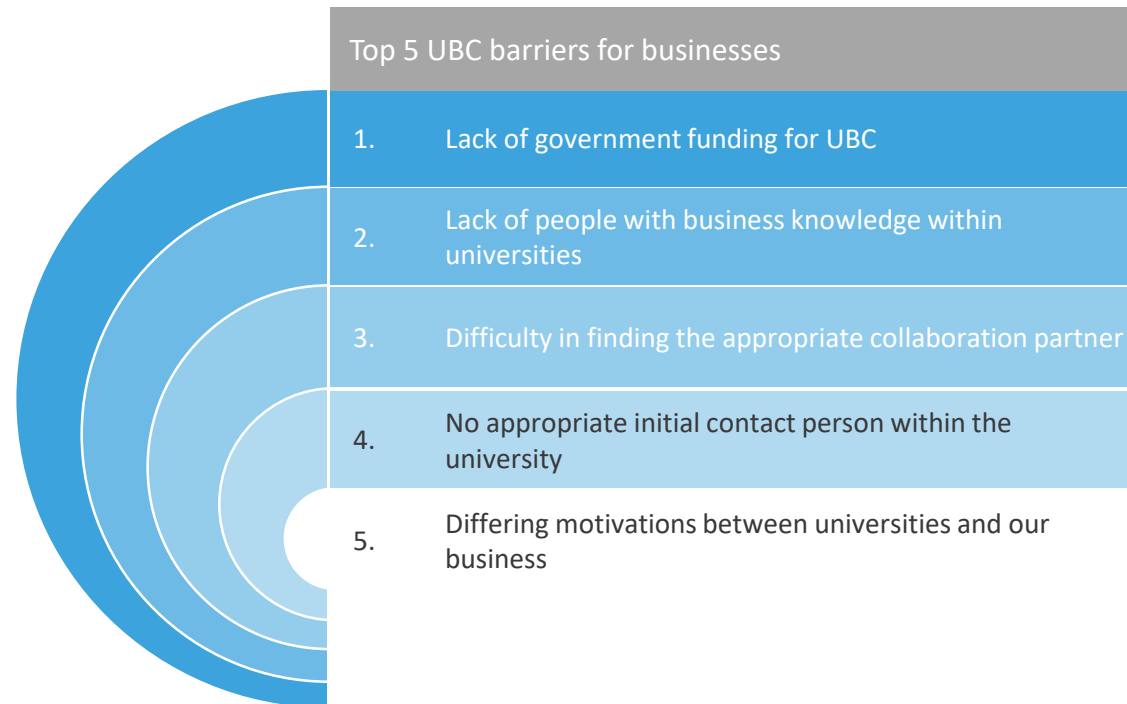 Top 5 UBC barriers for businesses
1. Lack of government funding for UBC
2. Lack of people with business knowledge within
universities
3. Difficulty in finding the appropriate collaboration partner
4. No appropriate initial contact person within the
university
5. Differing motivations between universities and our
business